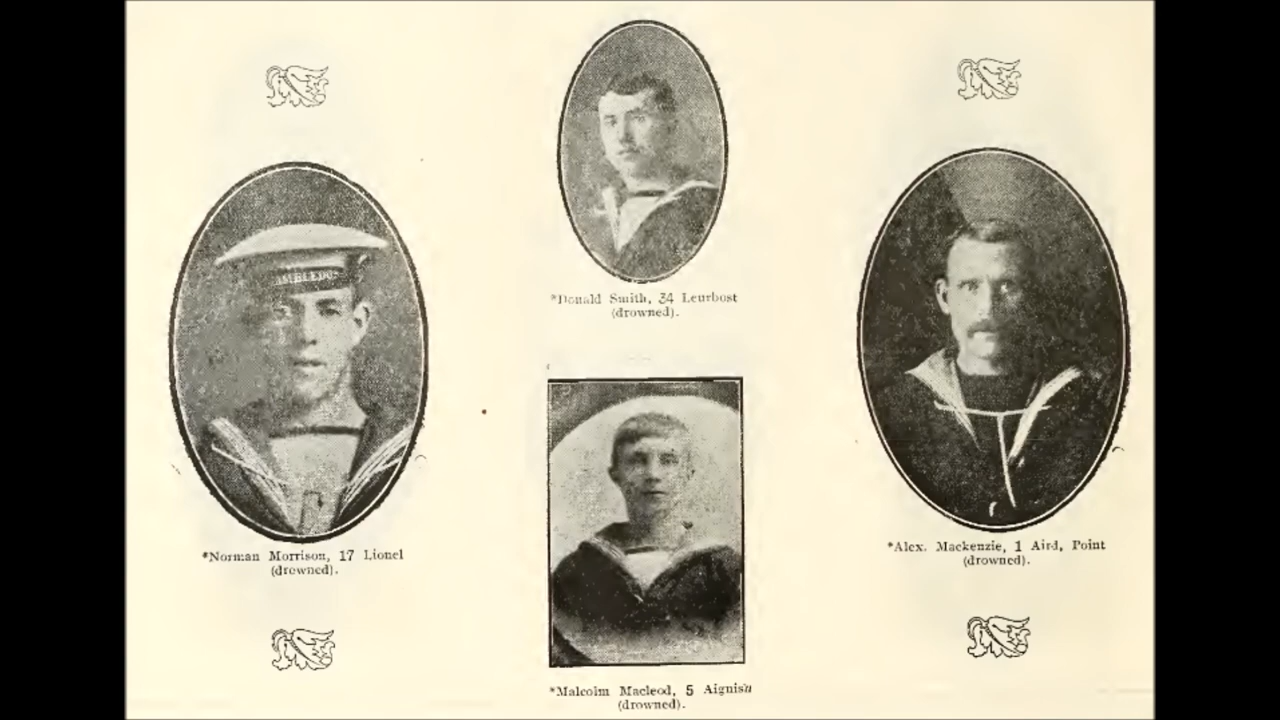 *Donald Smith, 34 Leurbost
(drowned).
*Norman Morrison, 17 Lionel
(drowned).
*Alex. Mackenzie, 1 Aird, Point
(drowned).
*Malcolm Macleod, 5 Aignish
(drowned).